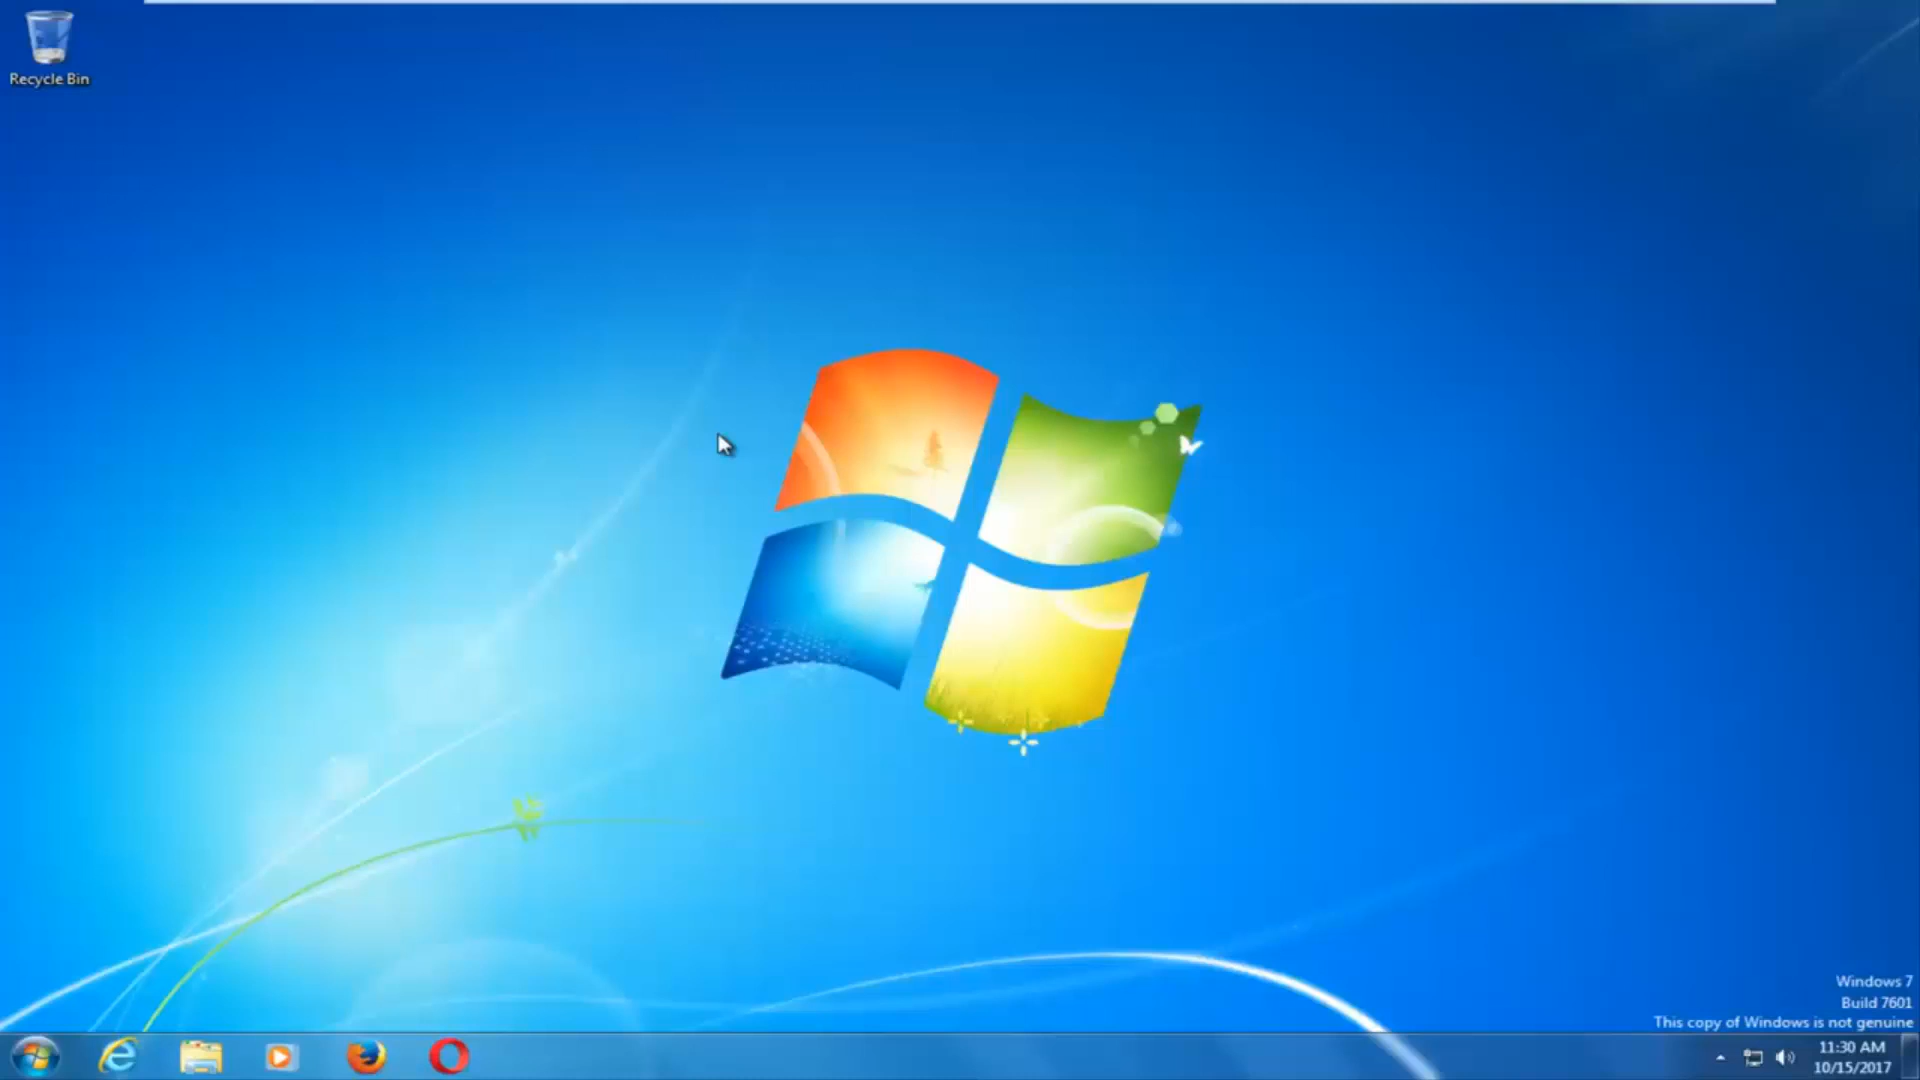 Recycle Bin
Windows 7
Build 7601
This copy of Windows is not genuine
11:30 AM
10/15/2017